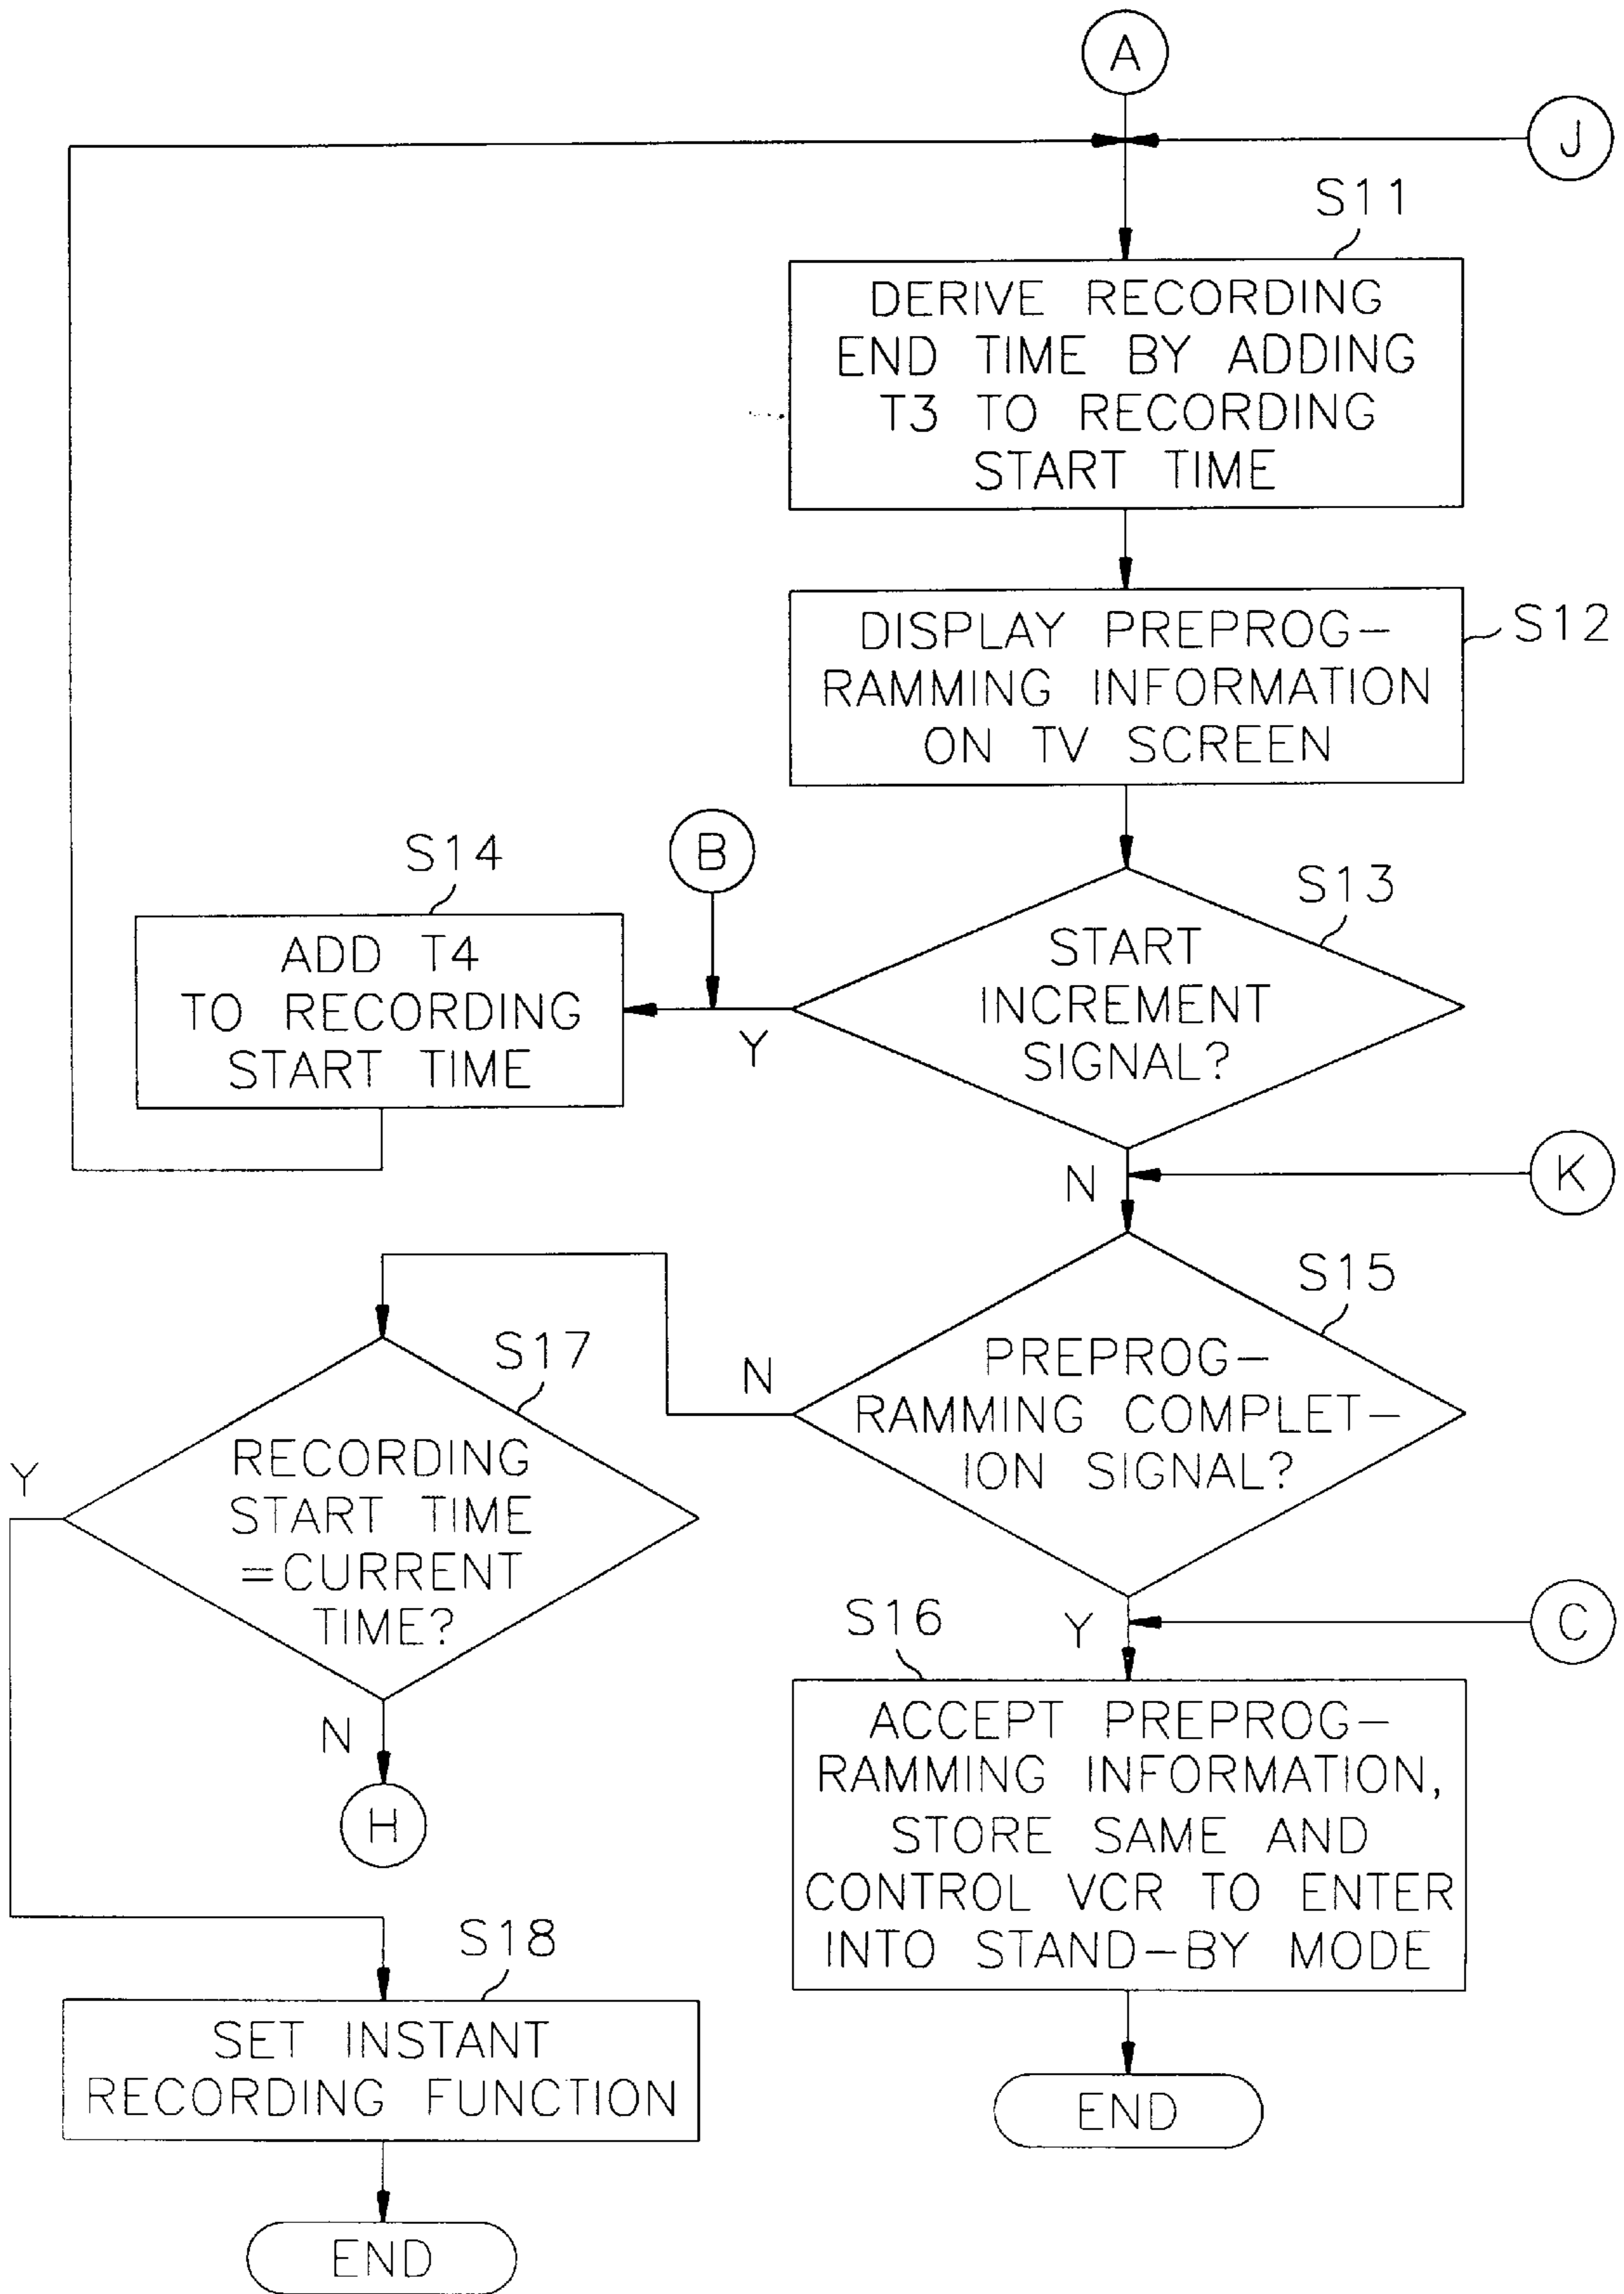 A
J
S11
DERIVE RECORDING
END TIME BY ADDING
T3 TO RECORDING
START TIME
S12
DISPLAY PREPROG-
RAMMING INFORMATION
ON TV SCREEN
B
S14
ADD T4
TO RECORDING
START TIME
Y
S13
START
INCREMENT
SIGNAL?
N
K
S15
PREPROG-
RAMMING COMPLET-
ION SIGNAL?
N
S17
RECORDING
START TIME
=CURRENT
TIME?
Y
N
H
Y
C
S16
ACCEPT PREPROG-
RAMMING INFORMATION,
STORE SAME AND
CONTROL VCR TO ENTER
INTO STAND-BY MODE
END
S18
SET INSTANT
RECORDING FUNCTION
END